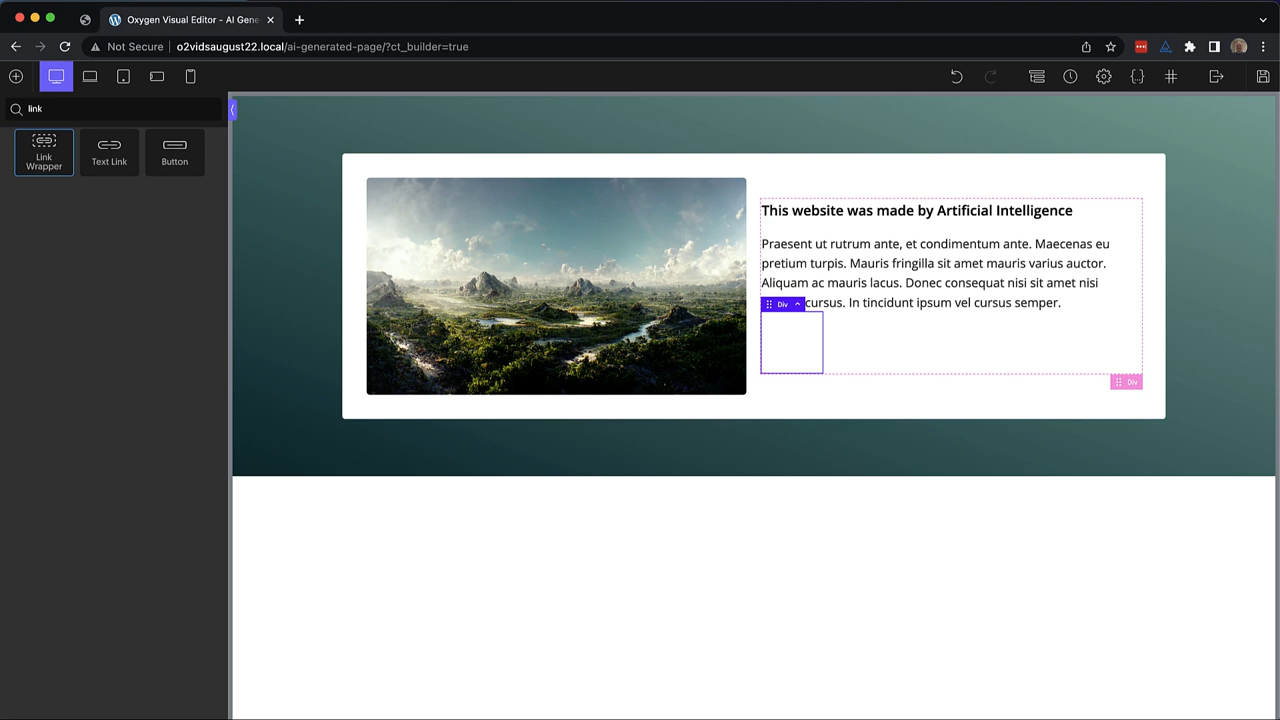 Oxygen Visual Editor - AI Gene
Not Secure
o2vidsaugust22.local/ai-generated-page/?ct_builder=true
link
Link
Wrapper
Text Link
Button
This website was made by Artificial Intelligence
Praesent ut rutrum ante, et condimentum ante. Maecenas eu
pretium turpis. Mauris fringilla sit amet mauris varius auctor.
Aliquam ac mauris lacus. Donec consequat nisi sit amet nisi
Div
cursus. In tincidunt ipsum vel cursus semper.
Div